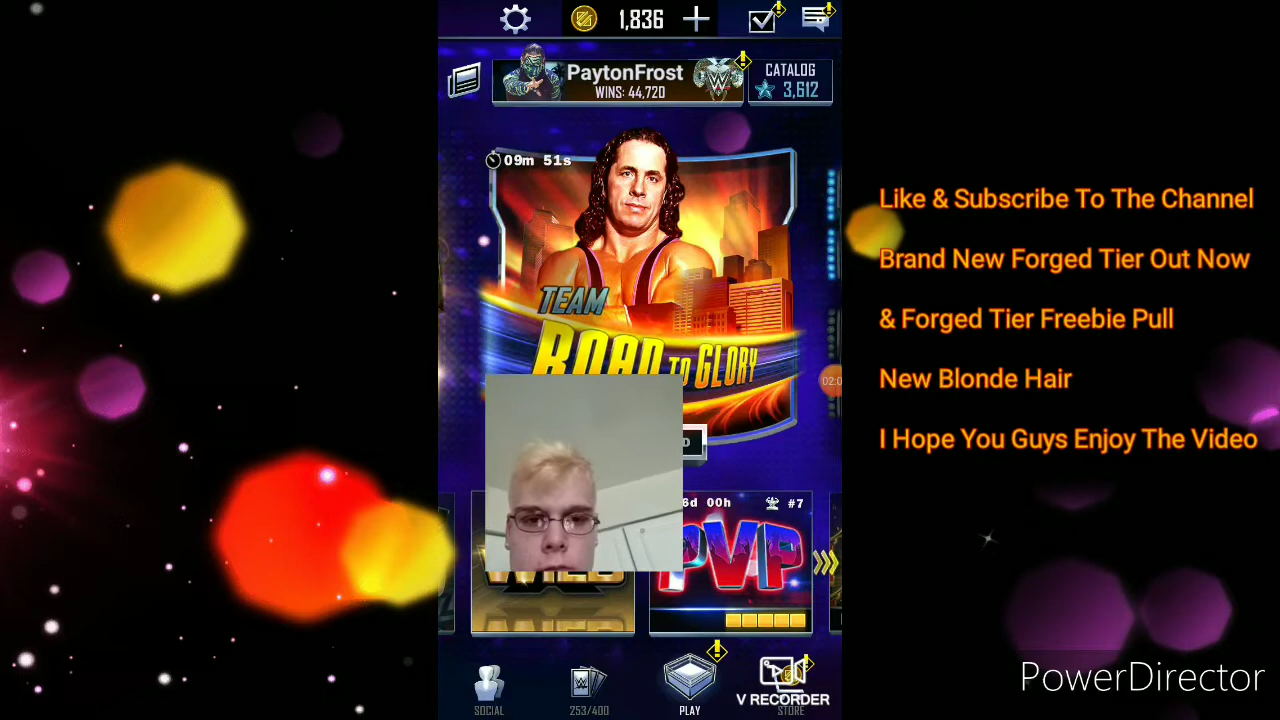 1,836
PaytonFrost
WINS: 44,720
CATALOG
3,612
09m 51s
TEAM
ROAD TO GLORY
6d 00h
#7
WILD
PVP
SOCIAL
253/400
PLAY
STORE
V RECORDER
Like & Subscribe To The Channel
Brand New Forged Tier Out Now
& Forged Tier Freebie Pull
New Blonde Hair
I Hope You Guys Enjoy The Video
PowerDirector